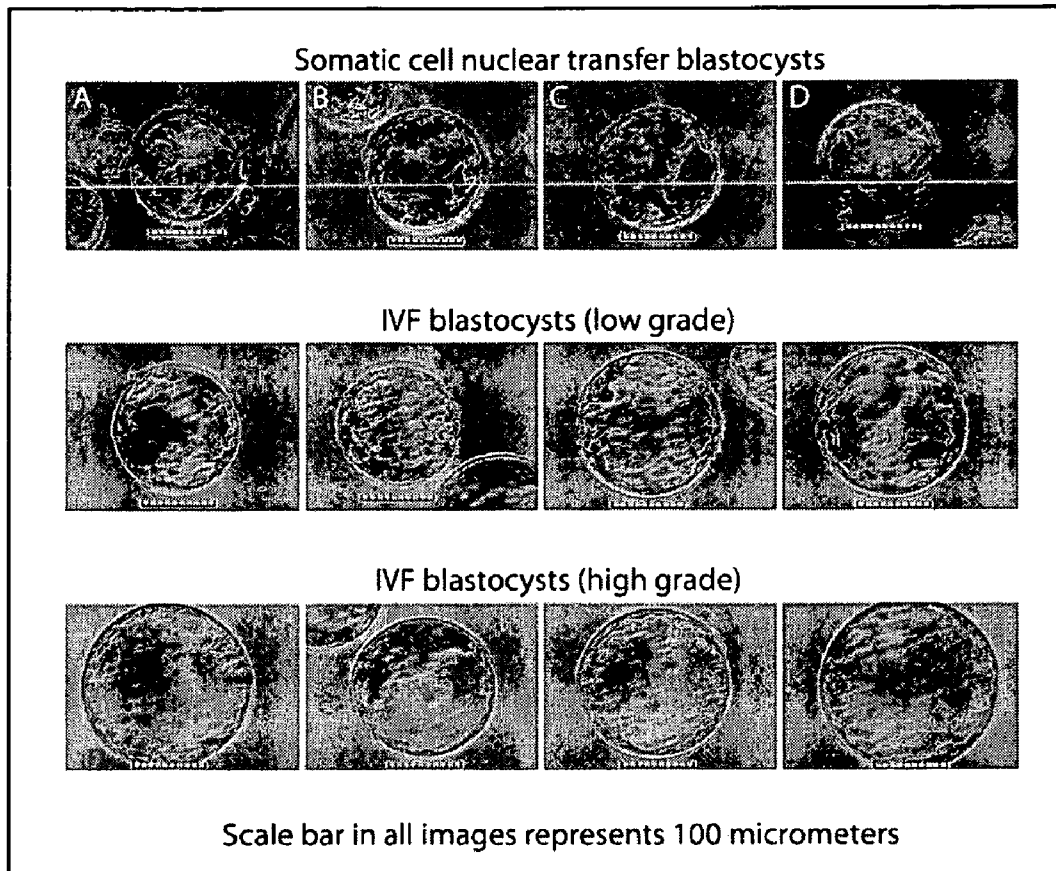 Somatic cell nuclear transfer blastocysts
A B C D
IVF blastocysts (low grade)
IVF blastocysts (high grade)
Scale bar in all images represents 100 micrometers